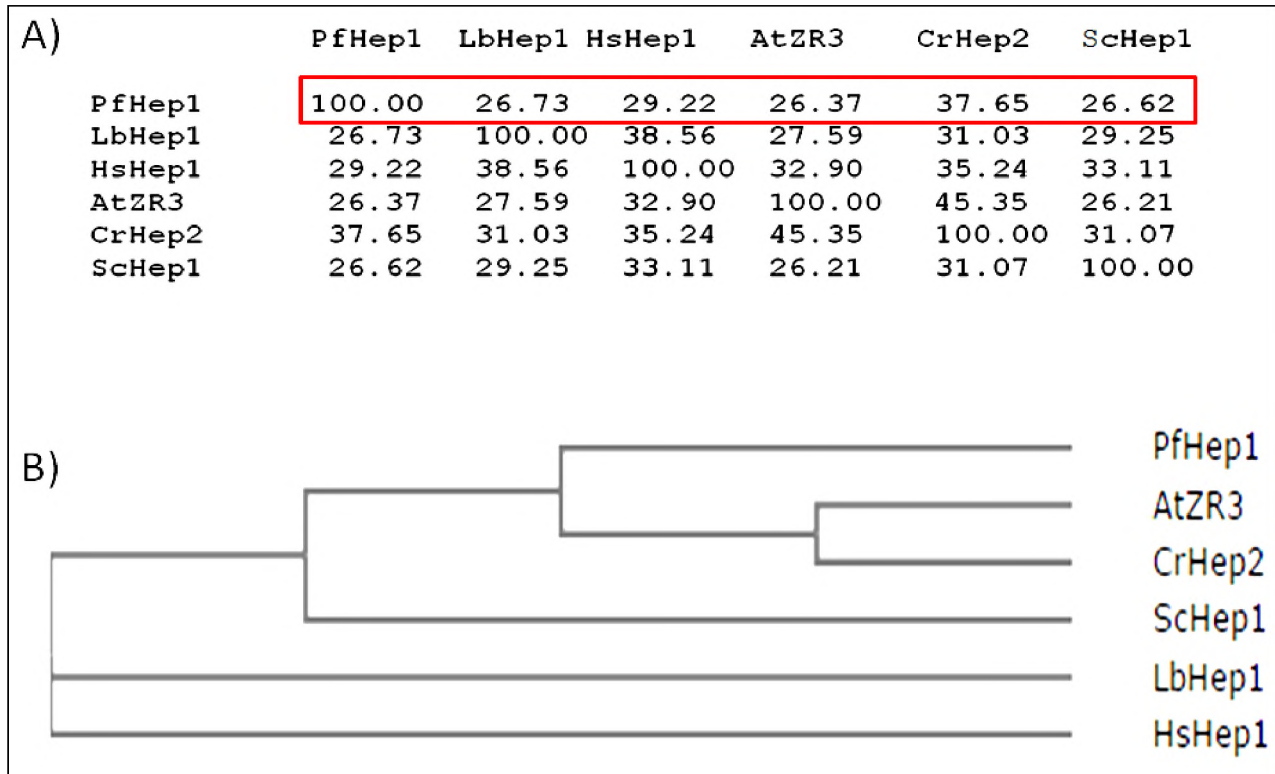 A)
PfHep1 LbHep1 HsHep1 AtZR3 CrHep2 ScHep1
PfHep1 100.00 26.73 29.22 26.37 37.65 26.62
LbHep1 26.73 100.00 38.56 27.59 31.03 29.25
HsHep1 29.22 38.56 100.00 32.90 35.24 33.11
AtZR3 26.37 27.59 32.90 100.00 45.35 26.21
CrHep2 37.65 31.03 35.24 45.35 100.00 31.07
ScHep1 26.62 29.25 33.11 26.21 31.07 100.00
B)
PfHep1
AtZR3
CrHep2
ScHep1
LbHep1
HsHep1